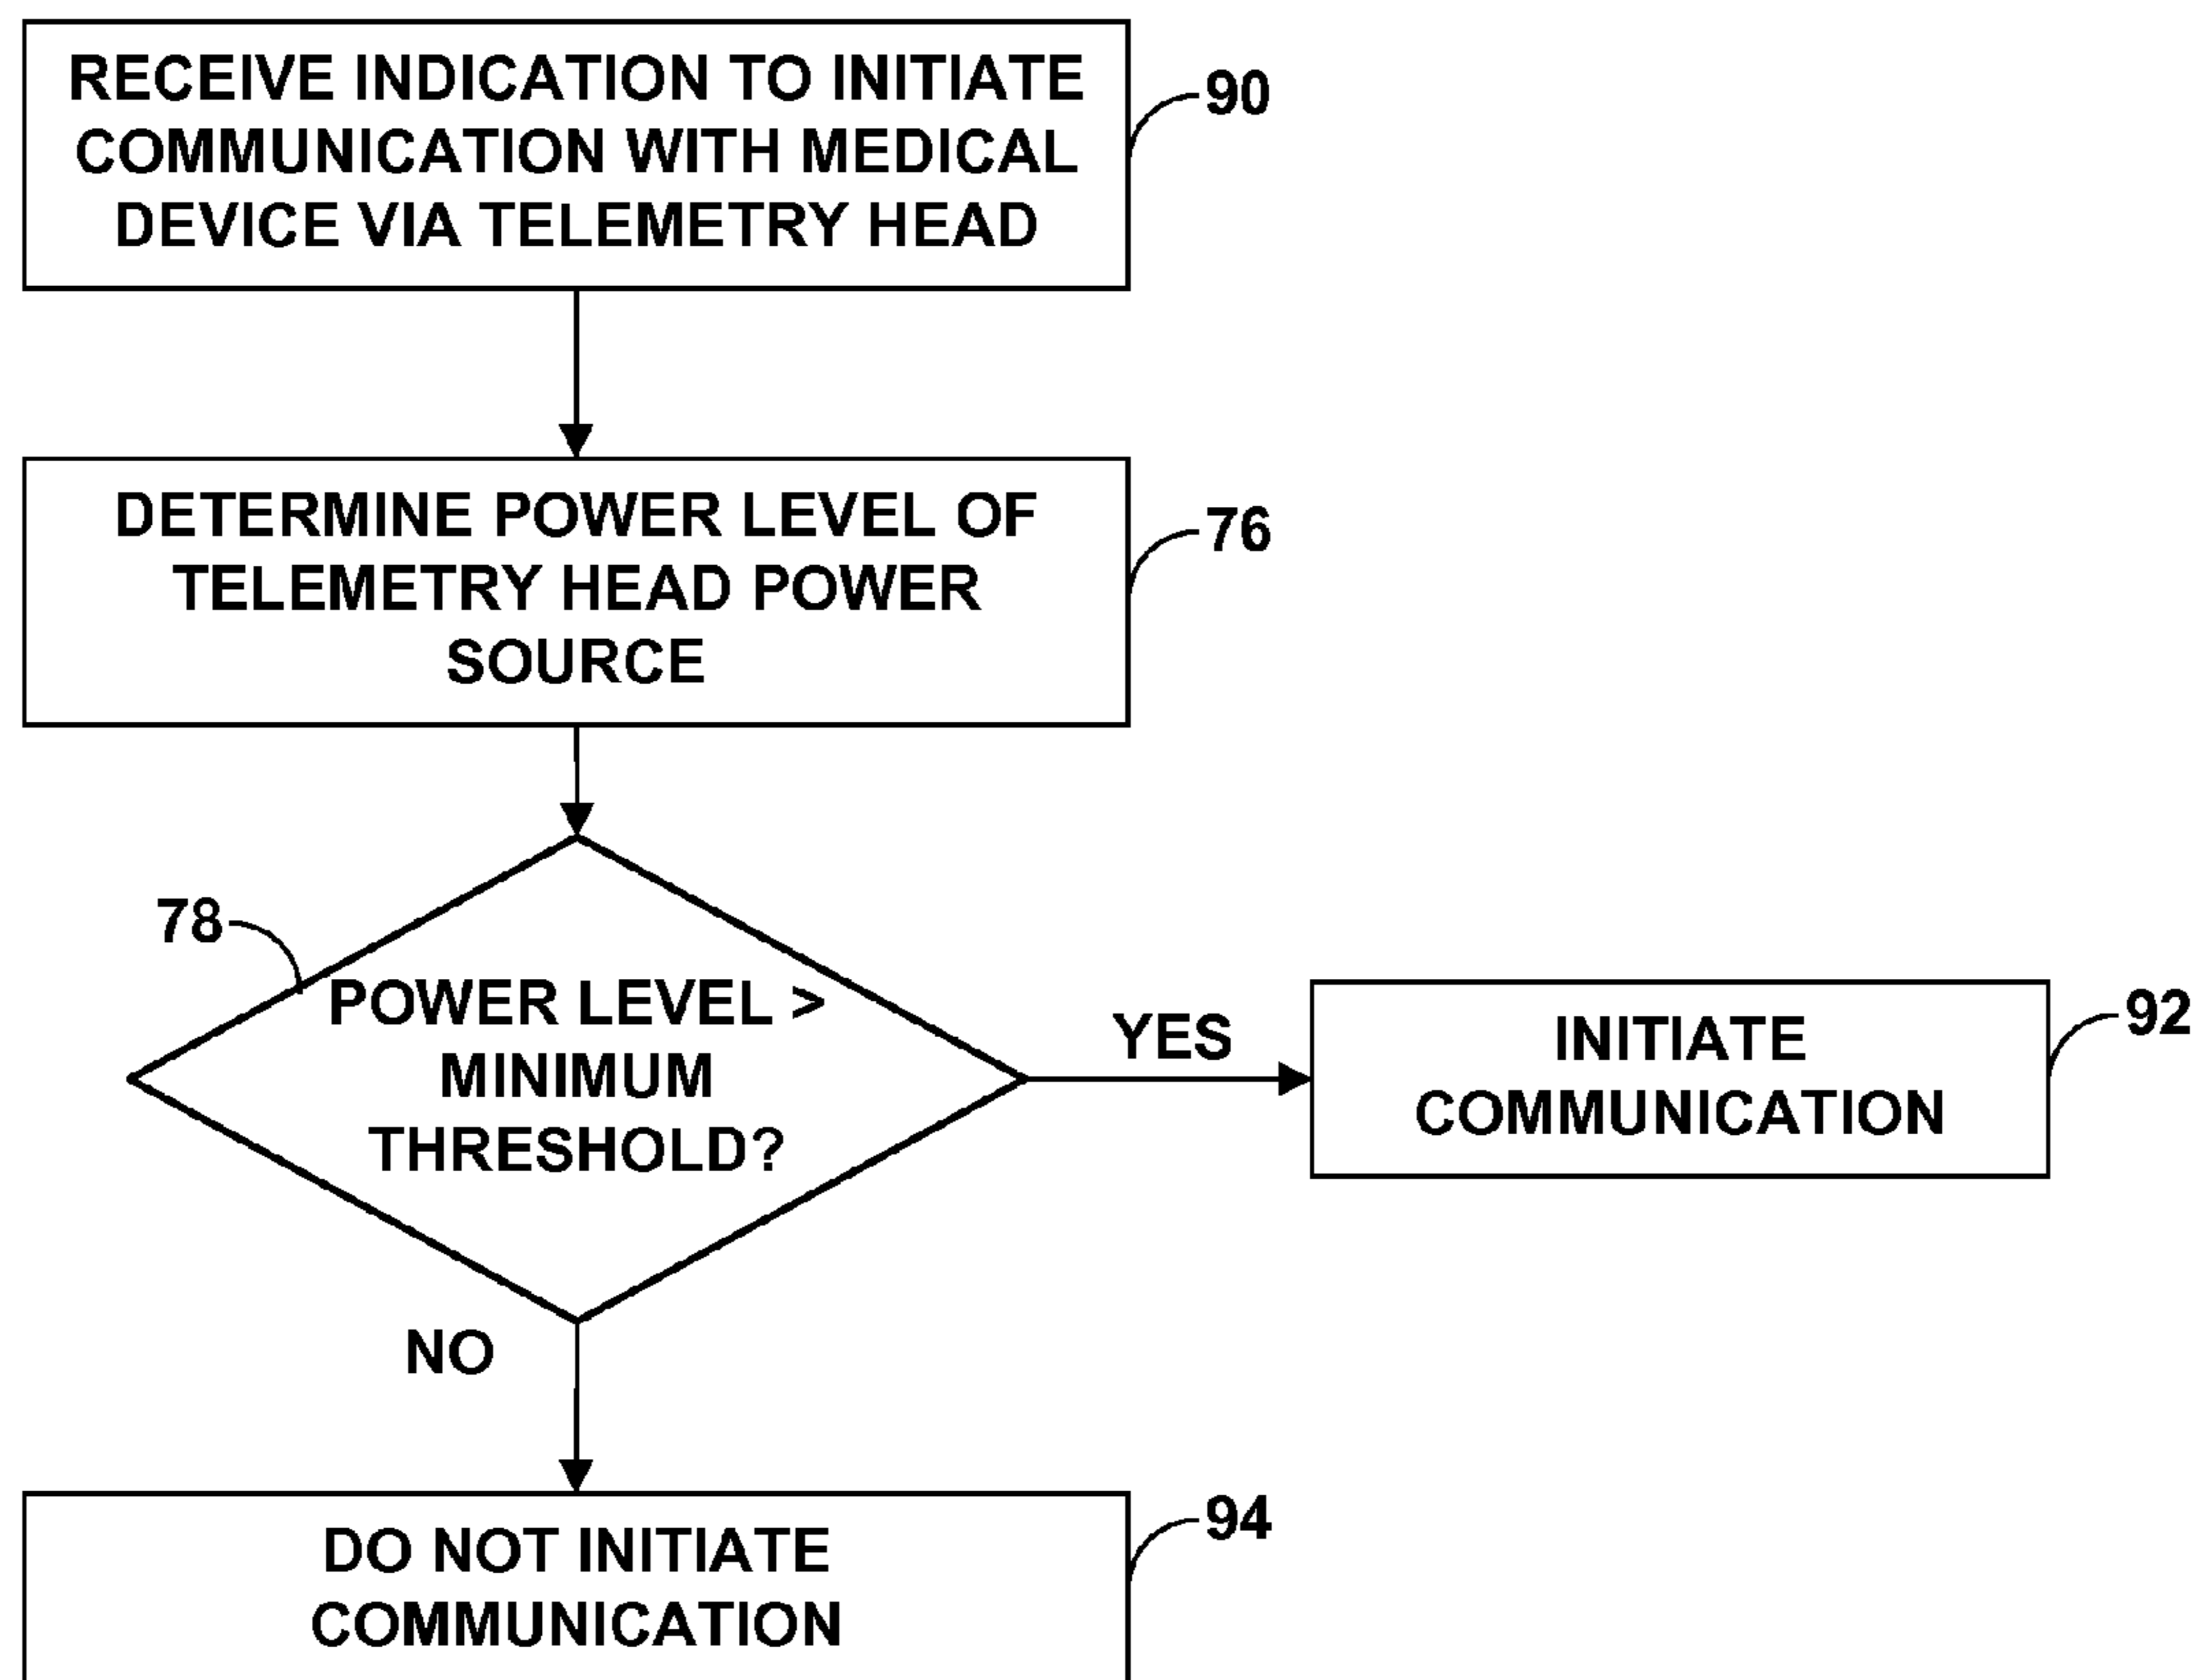 RECEIVE INDICATION TO INITIATE
COMMUNICATION WITH MEDICAL
DEVICE VIA TELEMETRY HEAD
90
DETERMINE POWER LEVEL OF
TELEMETRY HEAD POWER
SOURCE
76
78
POWER LEVEL >
MINIMUM
THRESHOLD?
YES
INITIATE
COMMUNICATION
92
NO
DO NOT INITIATE
COMMUNICATION
94